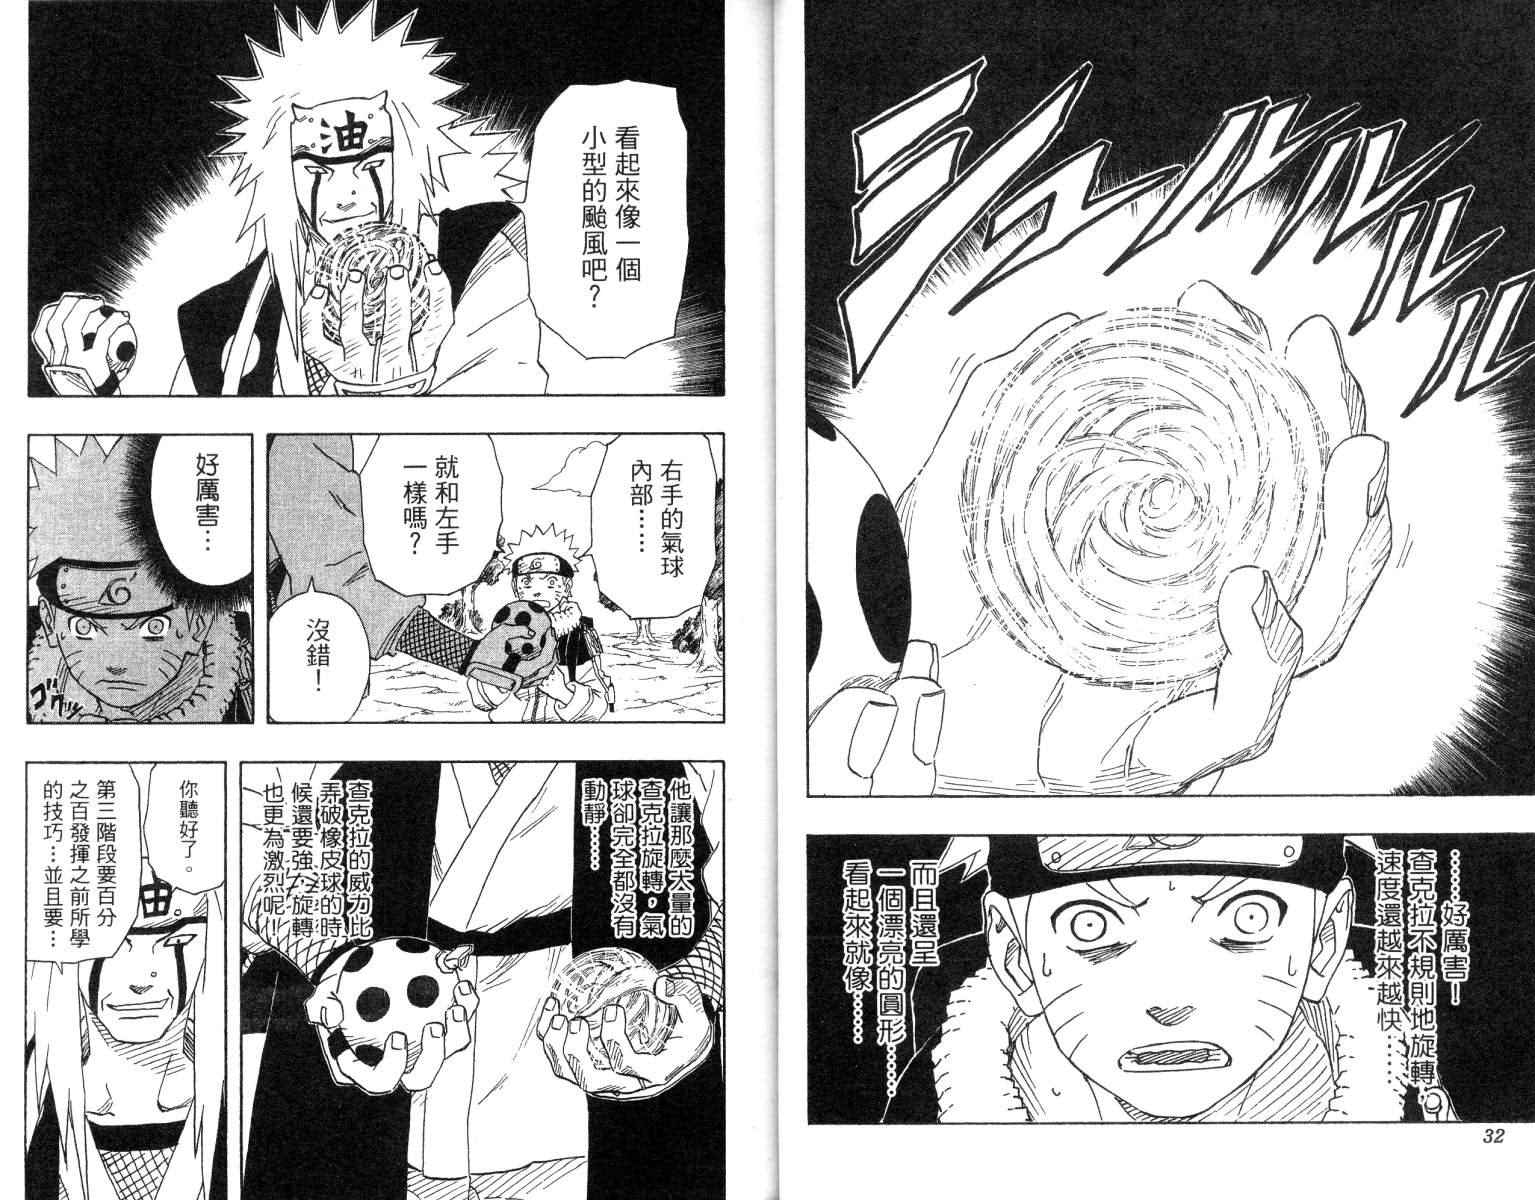 シュルルルルル
……好厲害！
查克拉不規則地旋轉，
速度還越來越快……
而且還呈
一個漂亮的圓形……
看起來就像……
32
看起來像一個
小型的颱風吧？
油
右手的氣球
內部……
就和左手
一樣嗎？
沒錯！
好厲害…
ゴクッ
他讓那麼大量的
查克拉旋轉，氣
球卻完全都沒有
動靜……
查克拉的威力比
弄破橡皮球的時
候還要強，旋轉
也更為激烈呢！！
你聽好了。
第三階段要百分
之百發揮之前所學
的技巧…並且要…
油